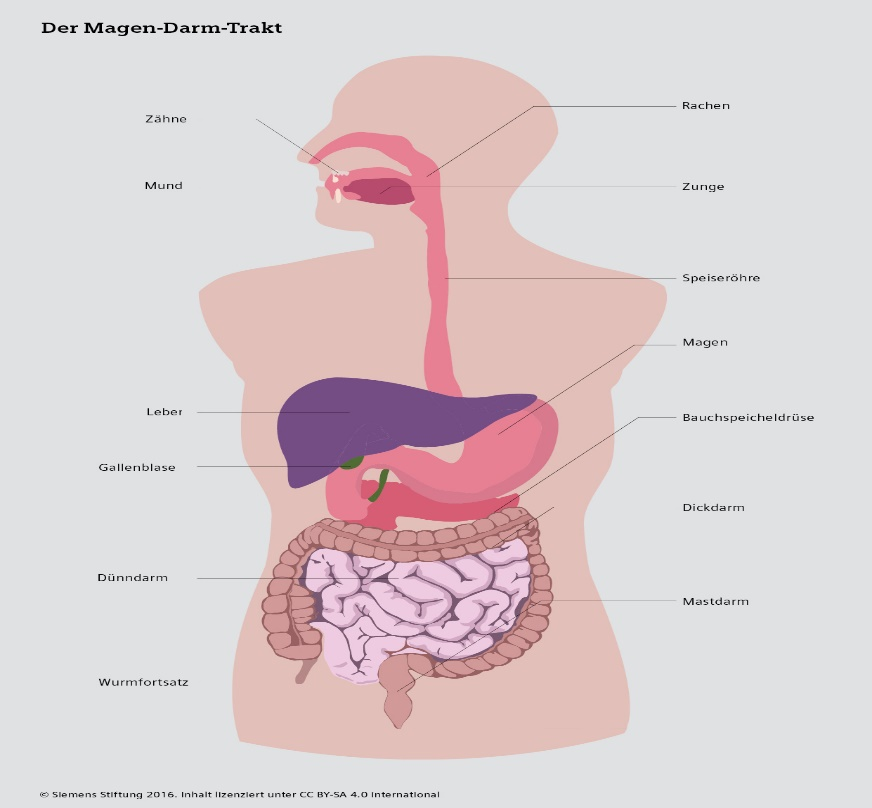 Der Magen-Darm-Trakt
Zähne
Mund
Leber
Gallenblase
Dünndarm
Wurmfortsatz
Rachen
Zunge
Speiseröhre
Magen
Bauchspeicheldrüse
Dickdarm
Mastdarm
© Siemens Stiftung 2016. Inhalt lizenziert unter CC BY-SA 4.0 international